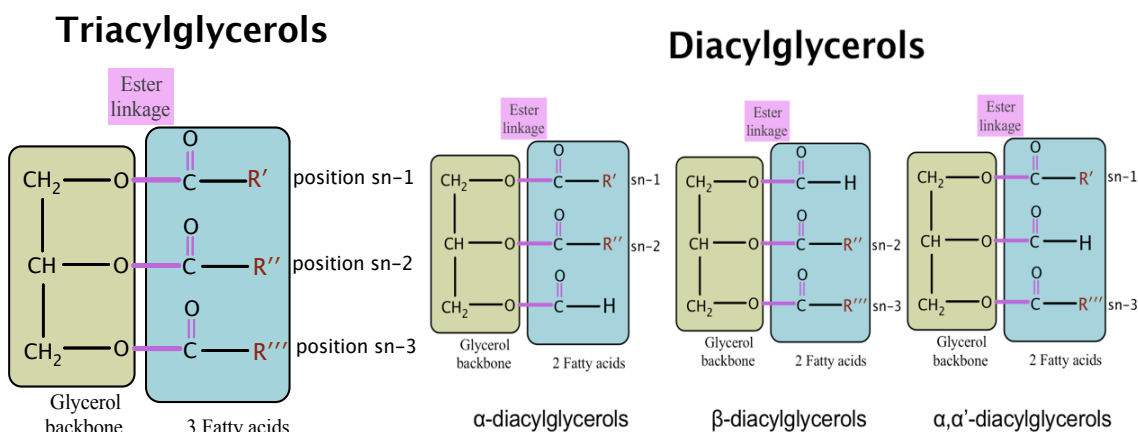 Triacylglycerols
Ester
linkage
O
CH2 O C R′ position sn-1
O
CH O C R′′ position sn-2
O
CH2 O C R′′′ position sn-3
Glycerol
backbone
3 Fatty acids
Diacylglycerols
Ester
linkage
O
CH2 O C R′ sn-1
O
CH O C R′′ sn-2
O
CH2 O C H
Glycerol
backbone
2 Fatty acids
α-diacylglycerols
Ester
linkage
O
CH2 O C H
O
CH O C R′′ sn-2
O
CH2 O C R′′′ sn-3
Glycerol
backbone
2 Fatty acids
β-diacylglycerols
Ester
linkage
O
CH2 O C R′ sn-1
O
CH O C H
O
CH2 O C R′′′ sn-3
Glycerol
backbone
2 Fatty acids
α,α’-diacylglycerols